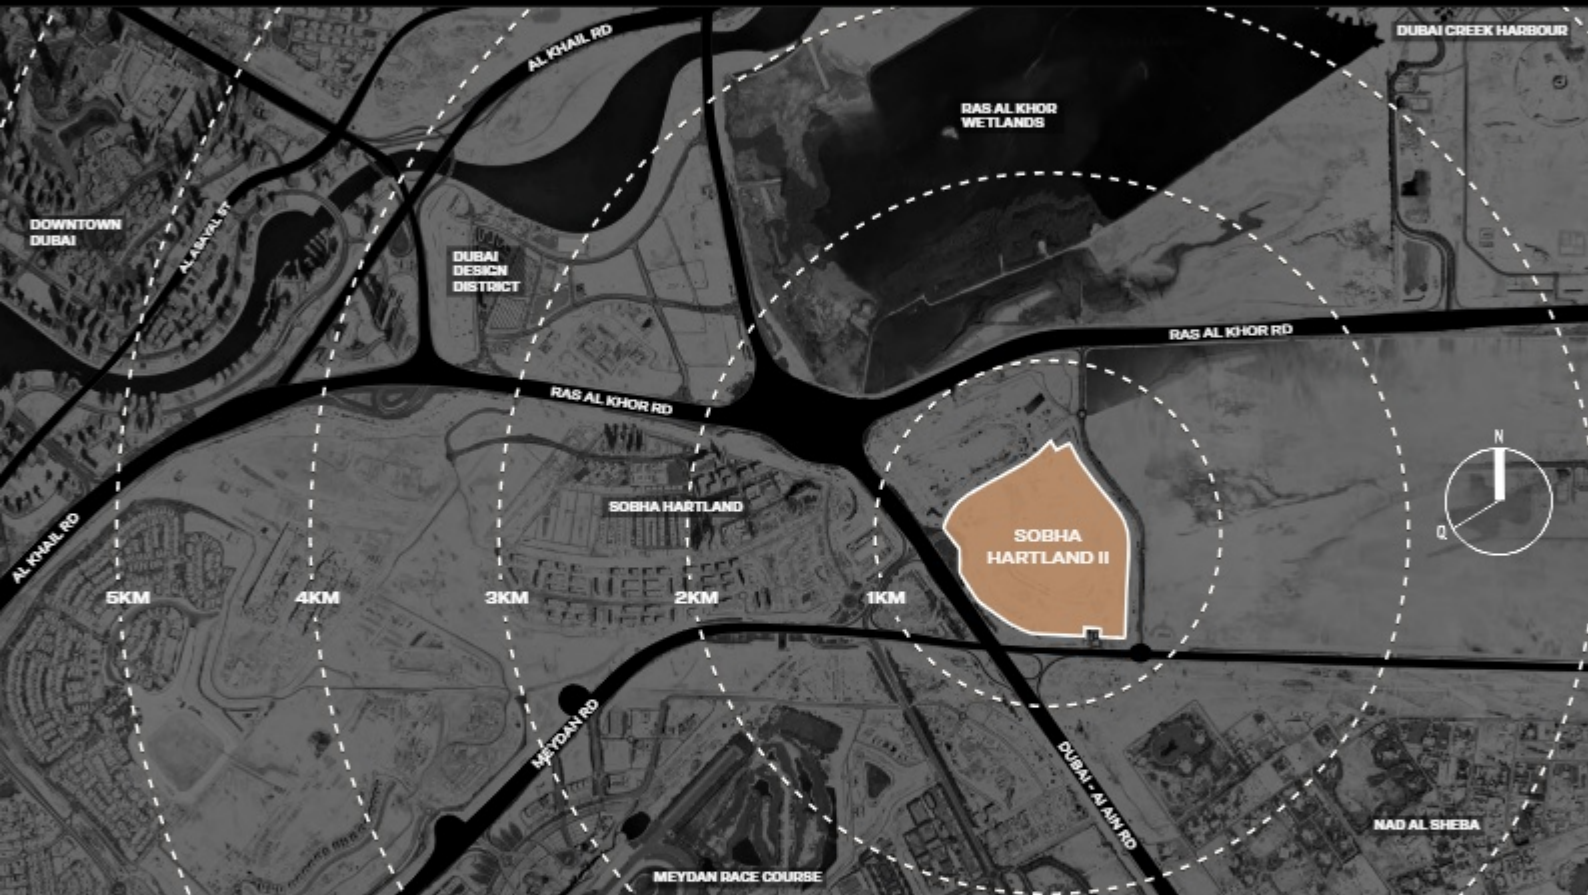 AL KHAIL RD
DUBAI CREEK HARBOUR
RAS AL KHOR
WETLANDS
DOWNTOWN
DUBAI
AL ASAYAL ST
DUBAI
DESIGN
DISTRICT
RAS AL KHOR RD
RAS AL KHOR RD
N
Q
SOBHA HARTLAND
SOBHA
HARTLAND II
AL KHAIL RD
5KM
4KM
3KM
2KM
1KM
MEYDAN RD
DUBAI - Al AIN RD
NAD AL SHEBA
MEYDAN RACE COURSE